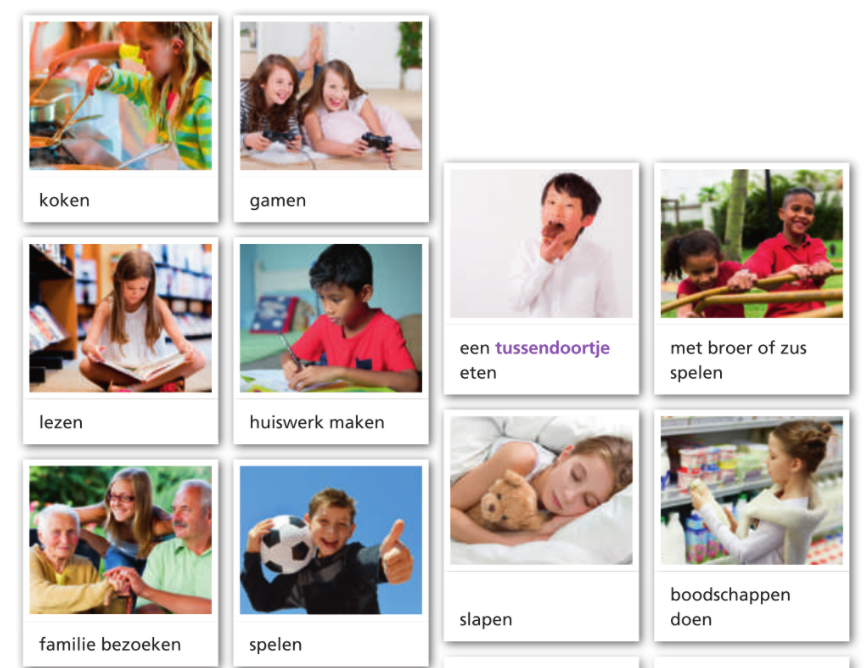 koken
gamen
een tussendoortje
eten
met broer of zus
spelen
lezen
huiswerk maken
slapen
boodschappen
doen
familie bezoeken
spelen